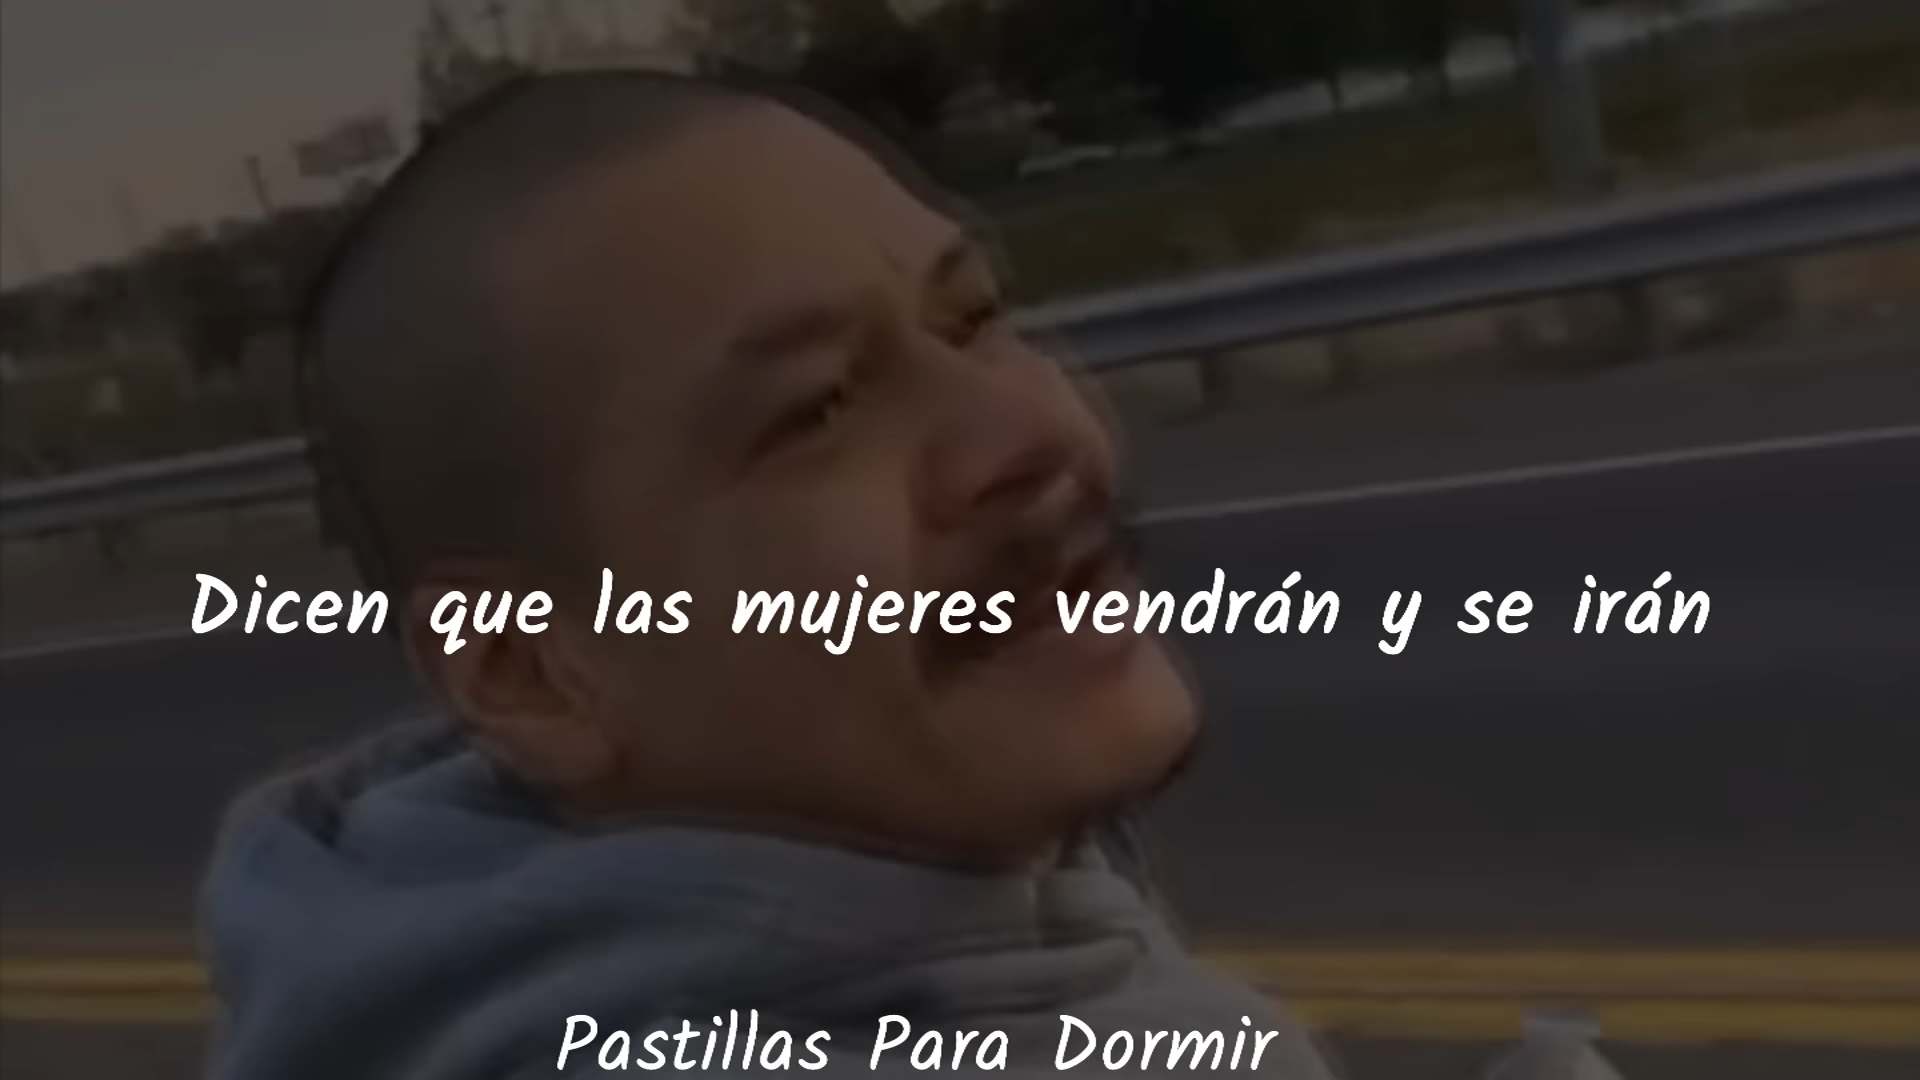 Dicen que las mujeres vendrán y se irán
Pastillas Para Dormir